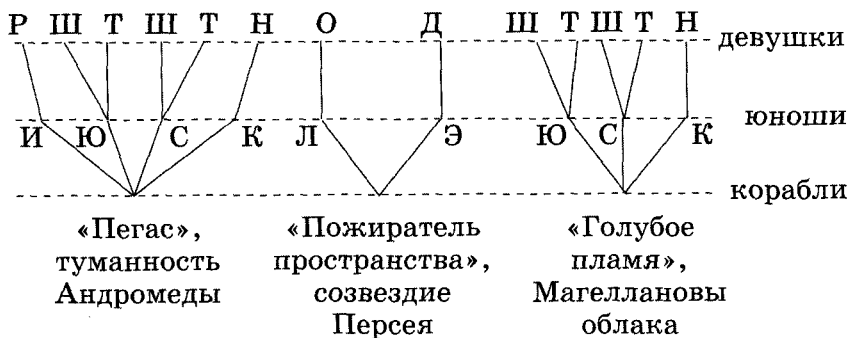 Р Ш Т Ш Т Н О Д Ш Т Ш Т Н девушки
И Ю С К Л Э Ю С К юноши
корабли
«Пегас»,
туманность
Андромеды
«Пожиратель
пространства»,
созвездие
Персея
«Голубое
пламя»,
Магеллановы
облака